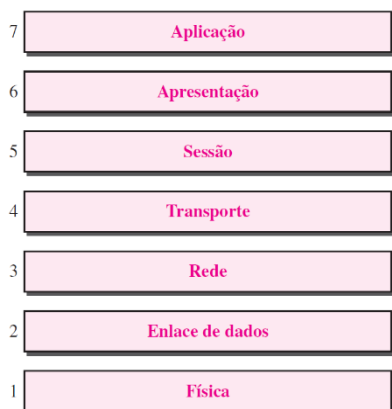 7 Aplicação
6 Apresentação
5 Sessão
4 Transporte
3 Rede
2 Enlace de dados
1 Física